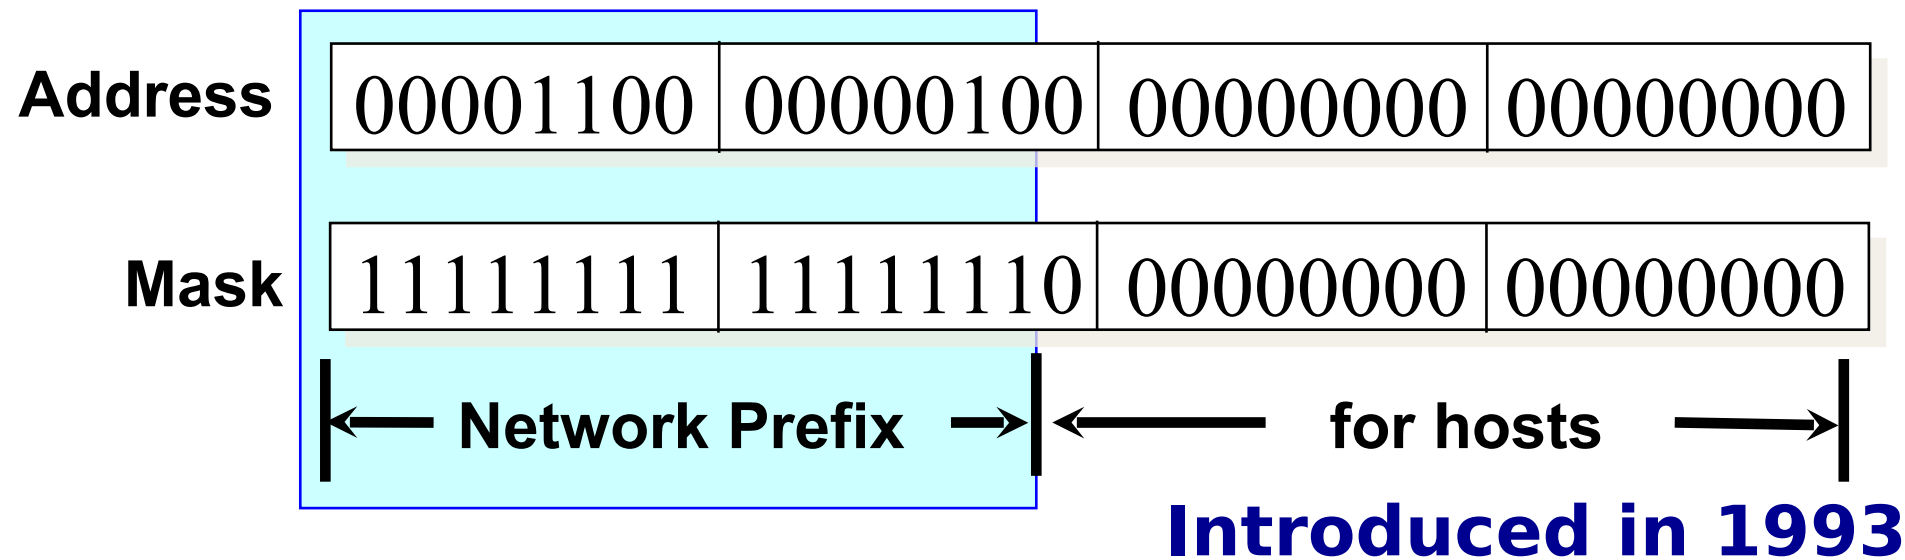 Address 00001100 00000100 00000000 00000000
Mask 11111111 11111110 00000000 00000000
Network Prefix for hosts
Introduced in 1993